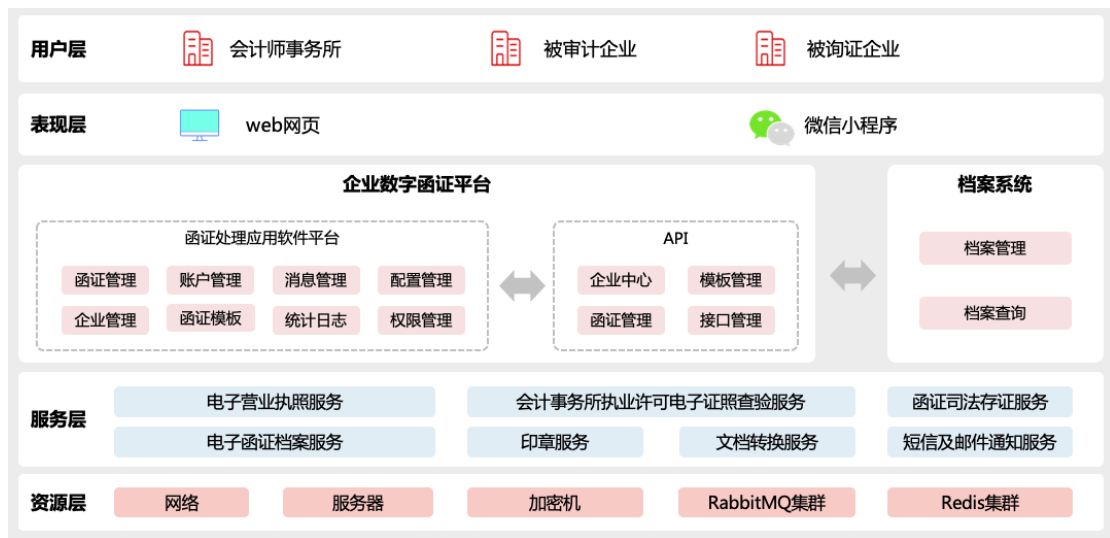 用户层
会计师事务所
被审计企业
被询证企业
表现层
web网页
微信小程序
企业数字函证平台
函证处理应用软件平台
函证管理
账户管理
消息管理
配置管理
企业管理
函证模板
统计日志
权限管理
API
企业中心
模板管理
函证管理
接口管理
档案系统
档案管理
档案查询
服务层
电子营业执照服务
会计事务所执业许可电子证照查验服务
函证司法存证服务
电子函证档案服务
印章服务
文档转换服务
短信及邮件通知服务
资源层
网络
服务器
加密机
RabbitMQ集群
Redis集群